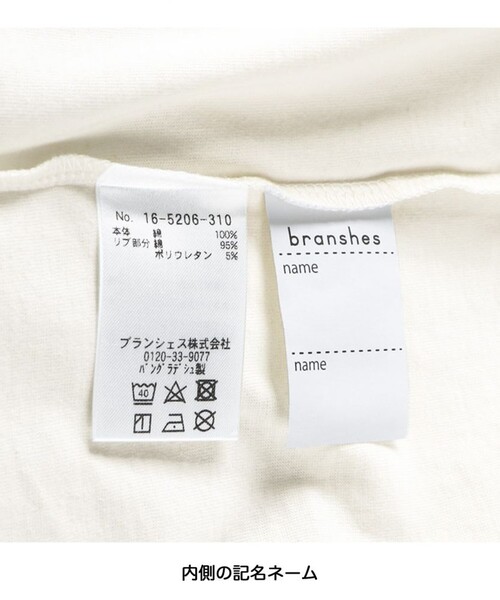 No. 16-5206-310
本体 綿 100%
リブ部分 綿 95%
ポリウレタン 5%
ブランシェス株式会社
0120-33-9077
バングラデシュ製
40
branshes
name
name
内側の記名ネーム